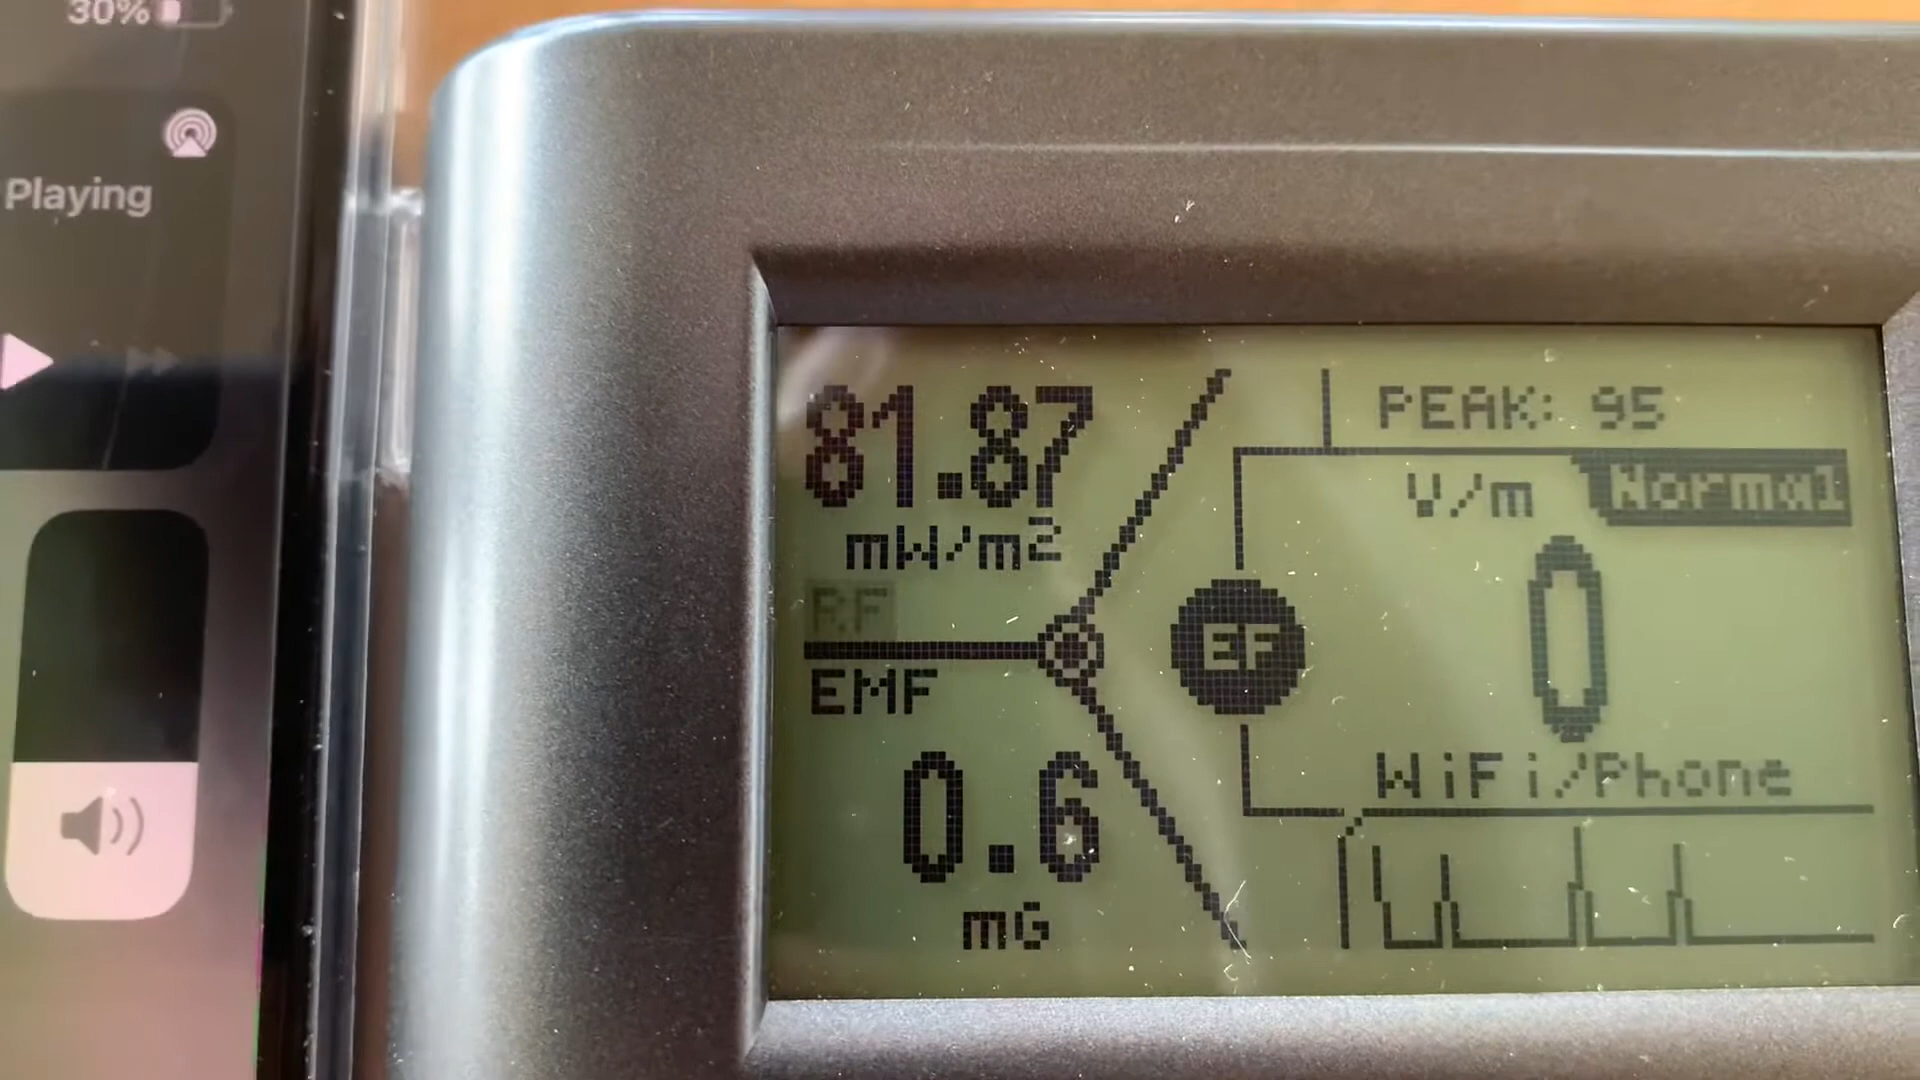 30%
Playing
81.87
mW/m2
RF
EMF
0.6
mG
PEAK: 95
V/m
Normal
EF
0
WiFi/Phone